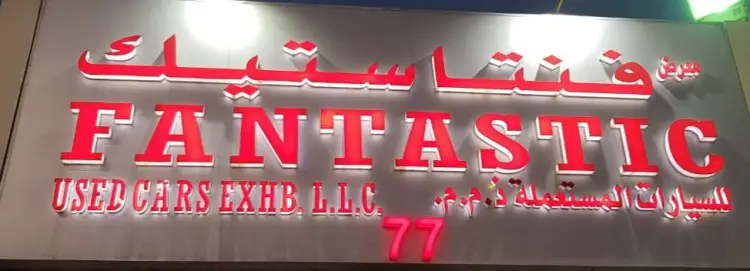 معرض فنتاستيك
FANTASTIC
USED CARS EXHB. L.L.C. للسيارات المستعملة ذ.م.م.
77